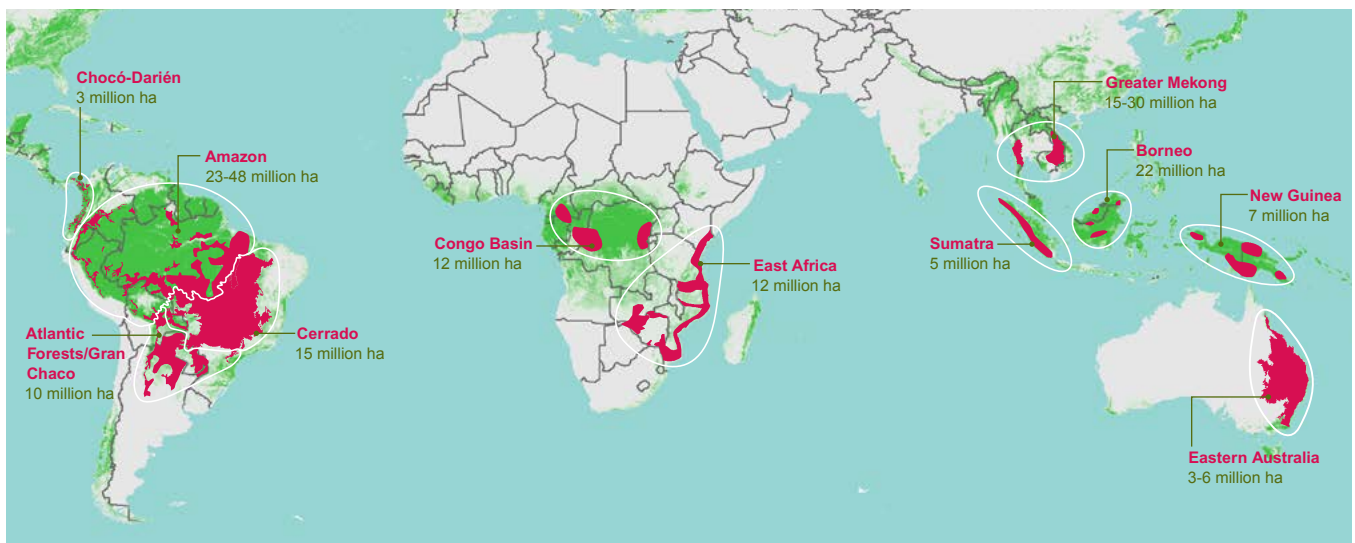 Chocó-Darién
3 million ha
Amazon
23-48 million ha
Atlantic
Forests/Gran
Chaco
10 million ha
Cerrado
15 million ha
Congo Basin
12 million ha
East Africa
12 million ha
Greater Mekong
15-30 million ha
Borneo
22 million ha
New Guinea
7 million ha
Sumatra
5 million ha
Eastern Australia
3-6 million ha